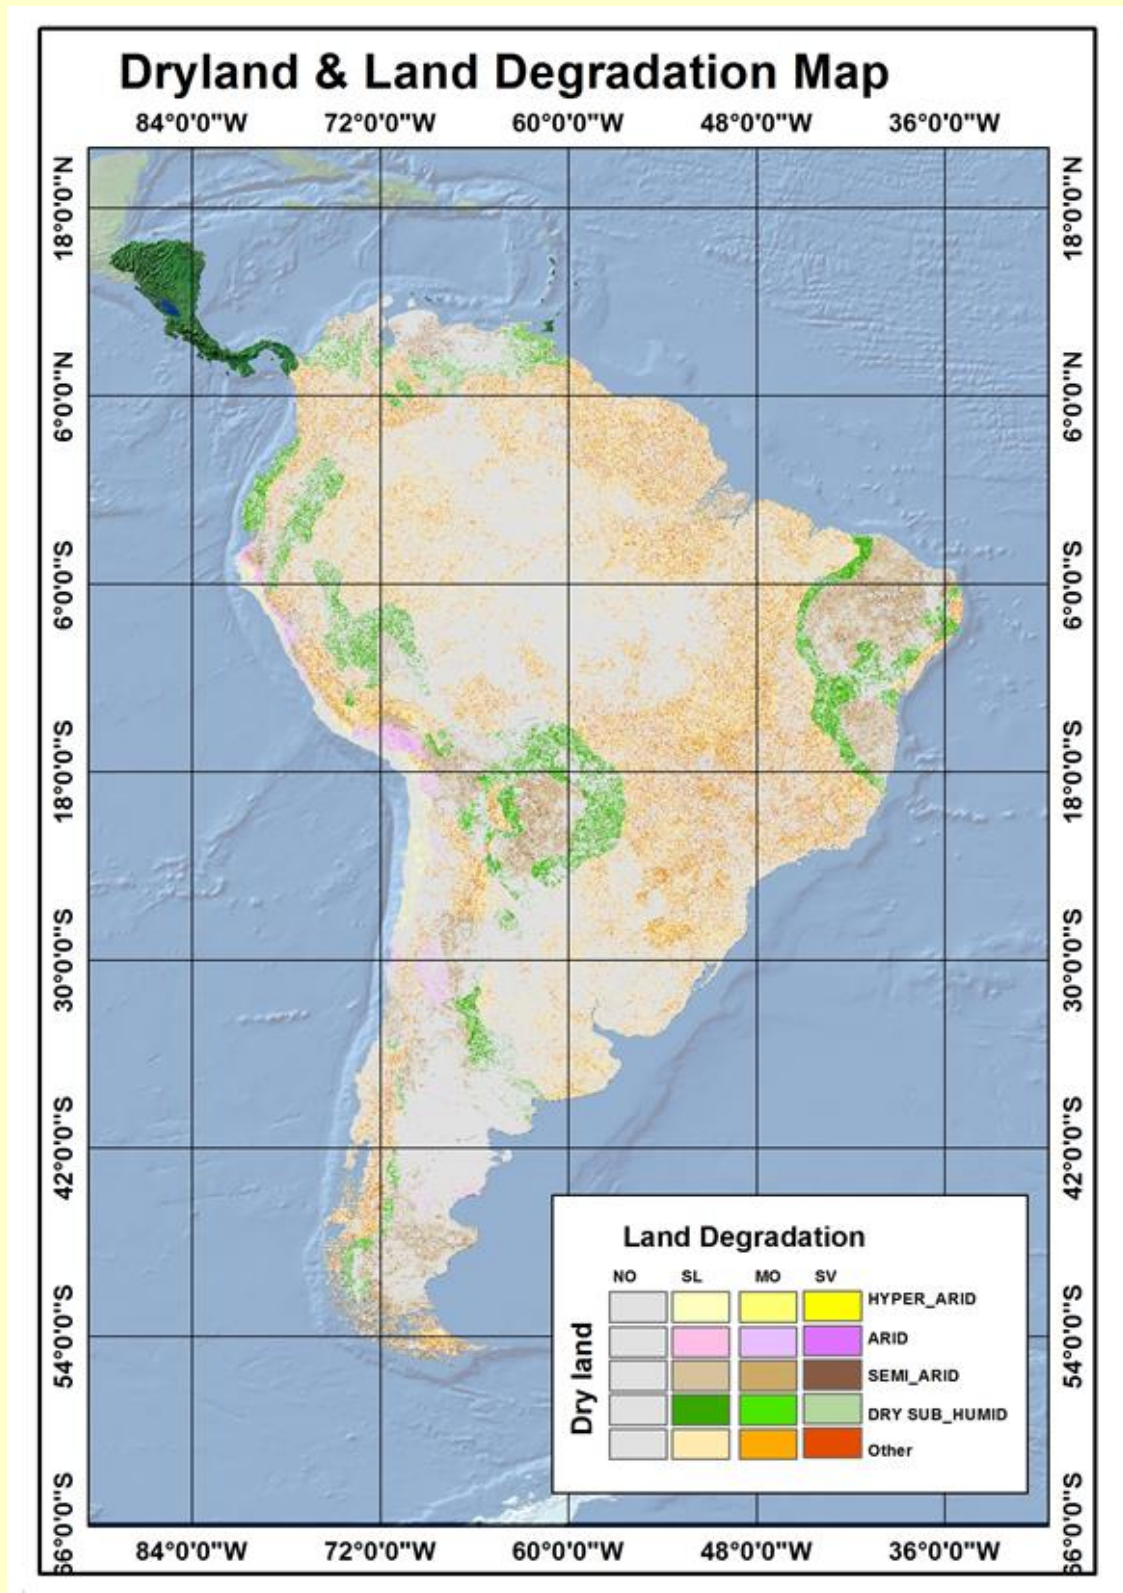 Dryland & Land Degradation Map
84°0'0"W 72°0'0"W 60°0'0"W 48°0'0"W 36°0'0"W
18°0'0"N 18°0'0"N
6°0'0"N 6°0'0"N
6°0'0"S 6°0'0"S
18°0'0"S 18°0'0"S
30°0'0"S 30°0'0"S
42°0'0"S 42°0'0"S
54°0'0"S 54°0'0"S
66°0'0"S 66°0'0"S
Land Degradation
NO SL MO SV
Dry land
HYPER_ARID
ARID
SEMI_ARID
DRY SUB_HUMID
Other
84°0'0"W 72°0'0"W 60°0'0"W 48°0'0"W 36°0'0"W